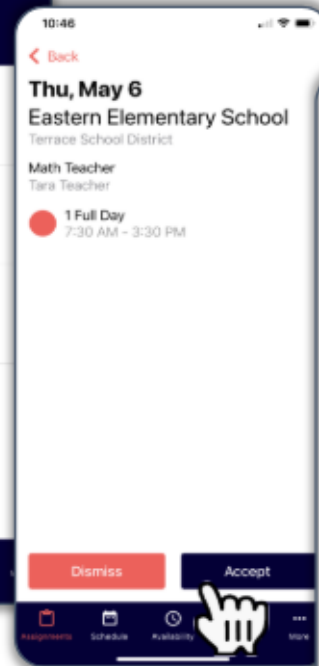 10:46
Back
Thu, May 6
Eastern Elementary School
Terrace School District
Math Teacher
Tara Teacher
1 Full Day
7:30 AM - 3:30 PM
Dismiss
Accept
Assignments
Schedule
Availability
More